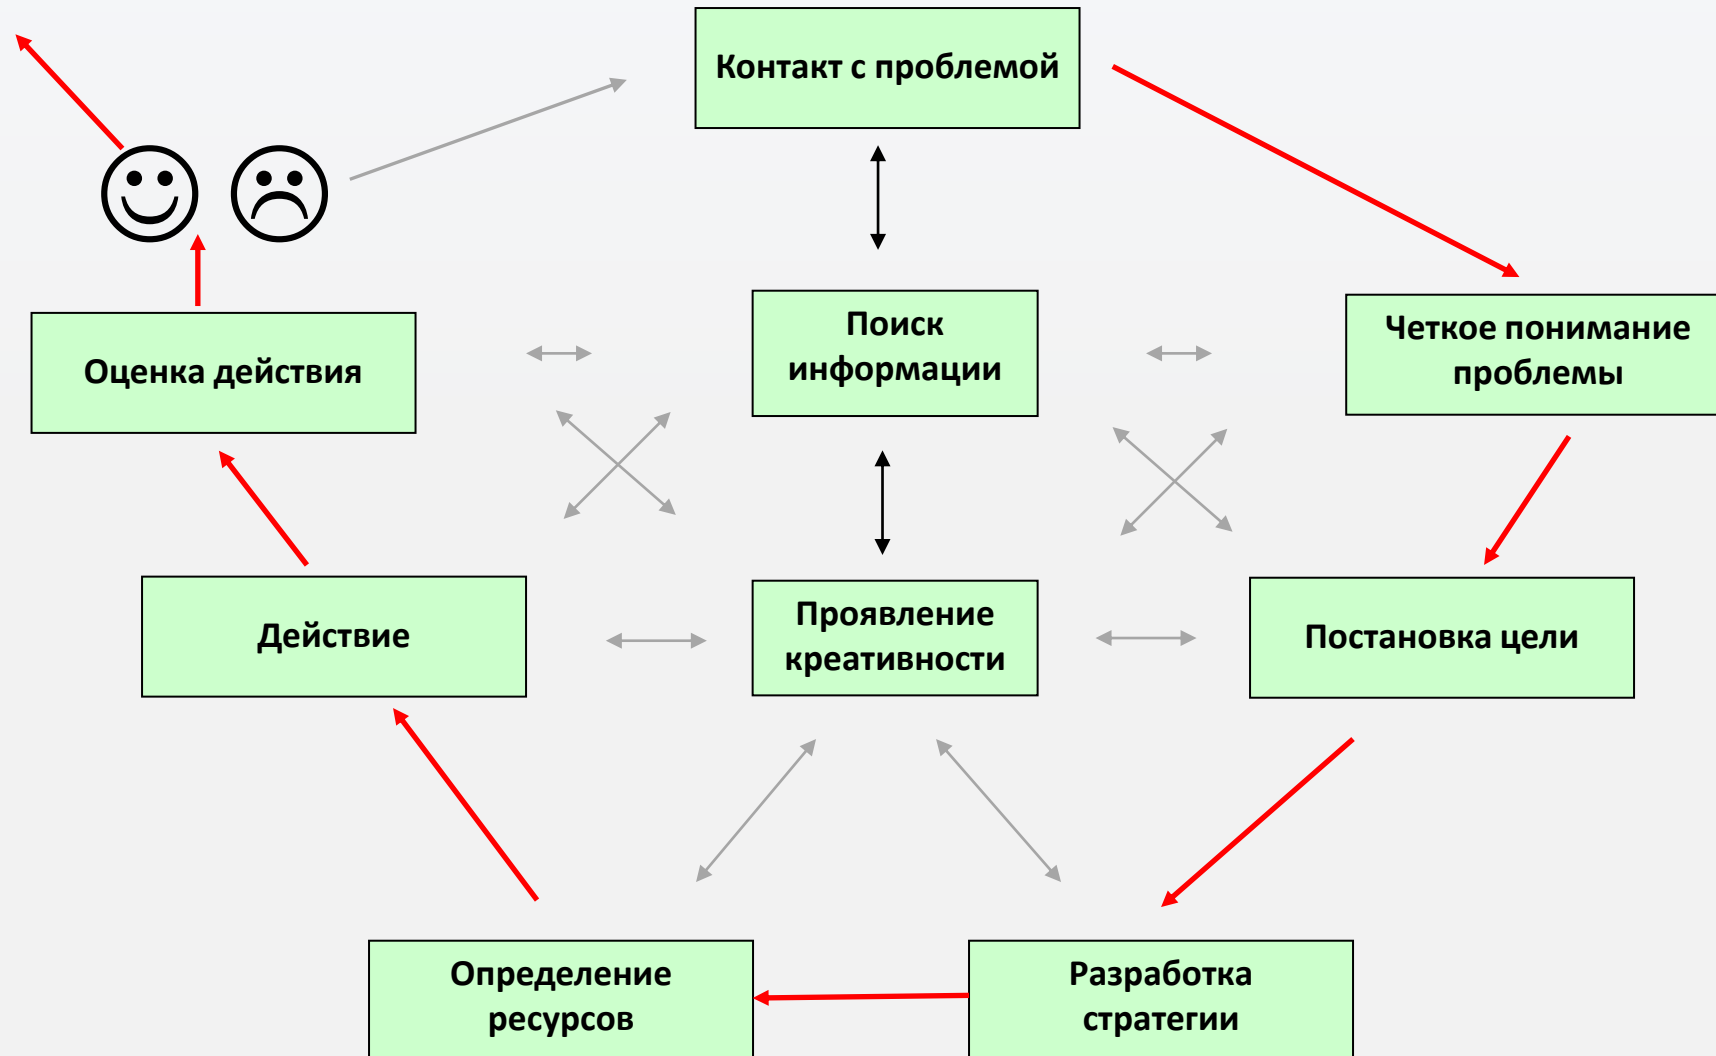 Контакт с проблемой
Поиск
информации
Четкое понимание
проблемы
Оценка действия
Действие
Проявление
креативности
Постановка цели
Определение
ресурсов
Разработка
стратегии